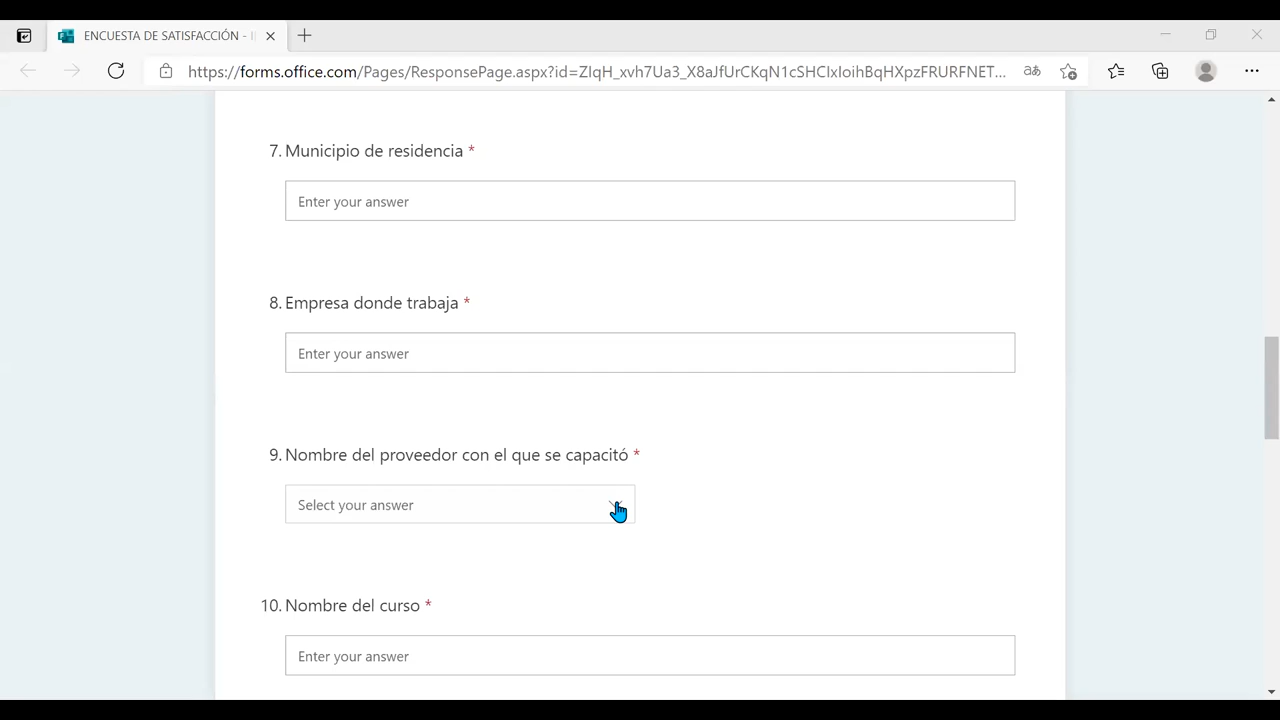 ENCUESTA DE SATISFACCIÓN -
https://forms.office.com/Pages/ResponsePage.aspx?id=ZIqH_xvh7Ua3_X8aJfUrCKqN1cSHCIxIoihBqHXpzFRURFNET...
7. Municipio de residencia *
Enter your answer
8. Empresa donde trabaja *
Enter your answer
9. Nombre del proveedor con el que se capacitó *
Select your answer
10. Nombre del curso *
Enter your answer